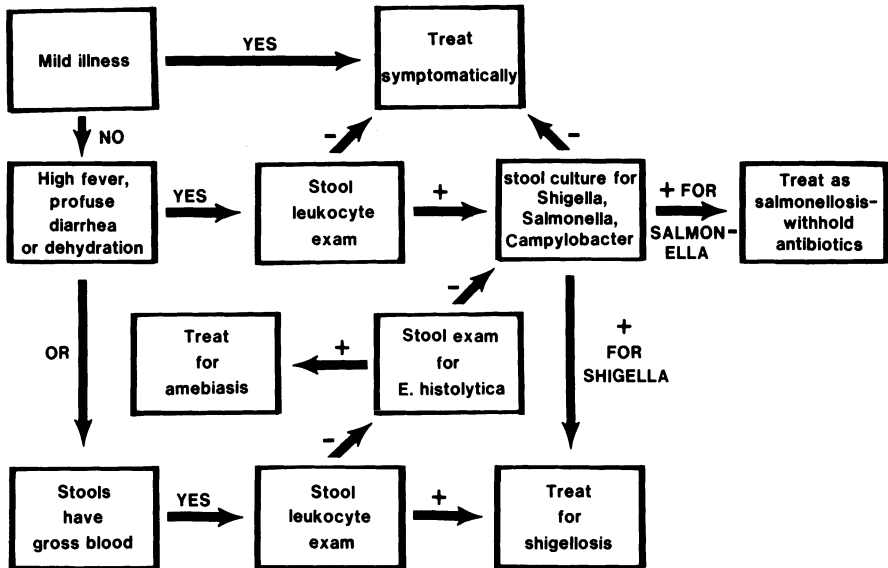 Mild illness
YES
Treat
symptomatically
NO
-
-
High fever,
profuse
diarrhea
or dehydration
YES
Stool
leukocyte
exam
+
stool culture for
Shigella,
Salmonella,
Campylobacter
+ FOR
SALMON-
ELLA
Treat as
salmonellosis-
withhold
antibiotics
-
OR
Treat
for
amebiasis
+
Stool exam
for
E. histolytica
+
FOR
SHIGELLA
-
Stools
have
gross blood
YES
Stool
leukocyte
exam
+
Treat
for
shigellosis